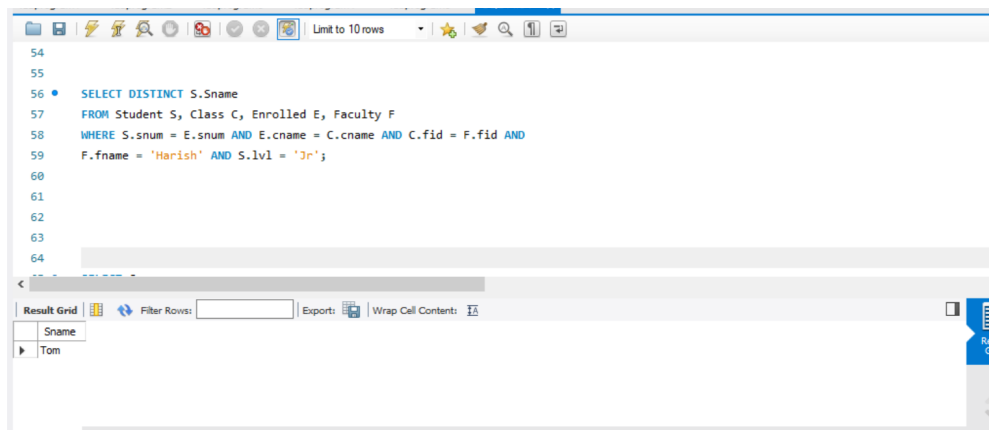 Limit to 10 rows
54
55
56 SELECT DISTINCT S.Sname
57 FROM Student S, Class C, Enrolled E, Faculty F
58 WHERE S.snum = E.snum AND E.cname = C.cname AND C.fid = F.fid AND
59 F.fname = 'Harish' AND S.lvl = 'Jr';
60
61
62
63
64
Result Grid Filter Rows: Export: Wrap Cell Content: IA
Sname
Tom